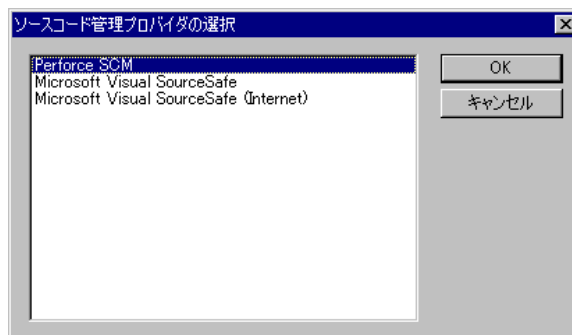 ソースコード管理プロバイダの選択
Perforce SCM
Microsoft Visual SourceSafe
Microsoft Visual SourceSafe (Internet)
OK
キャンセル